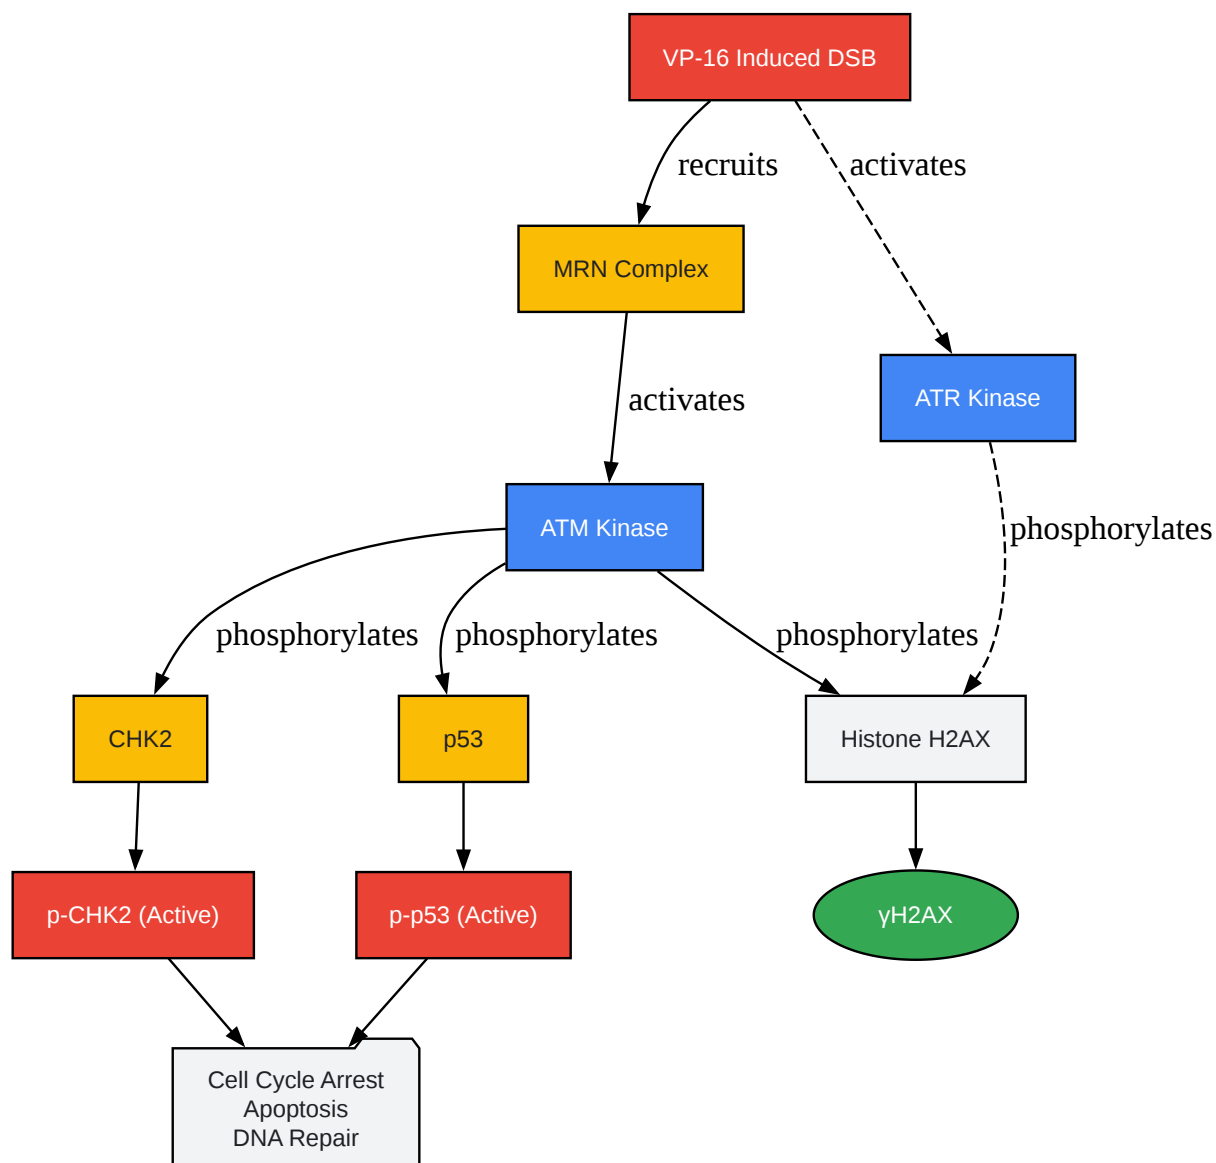 VP-16 Induced DSB
recruits
activates
MRN Complex
ATR Kinase
activates
ATM Kinase
phosphorylates
phosphorylates
phosphorylates
phosphorylates
CHK2
p53
Histone H2AX
p-CHK2 (Active)
p-p53 (Active)
γH2AX
Cell Cycle Arrest
Apoptosis
DNA Repair